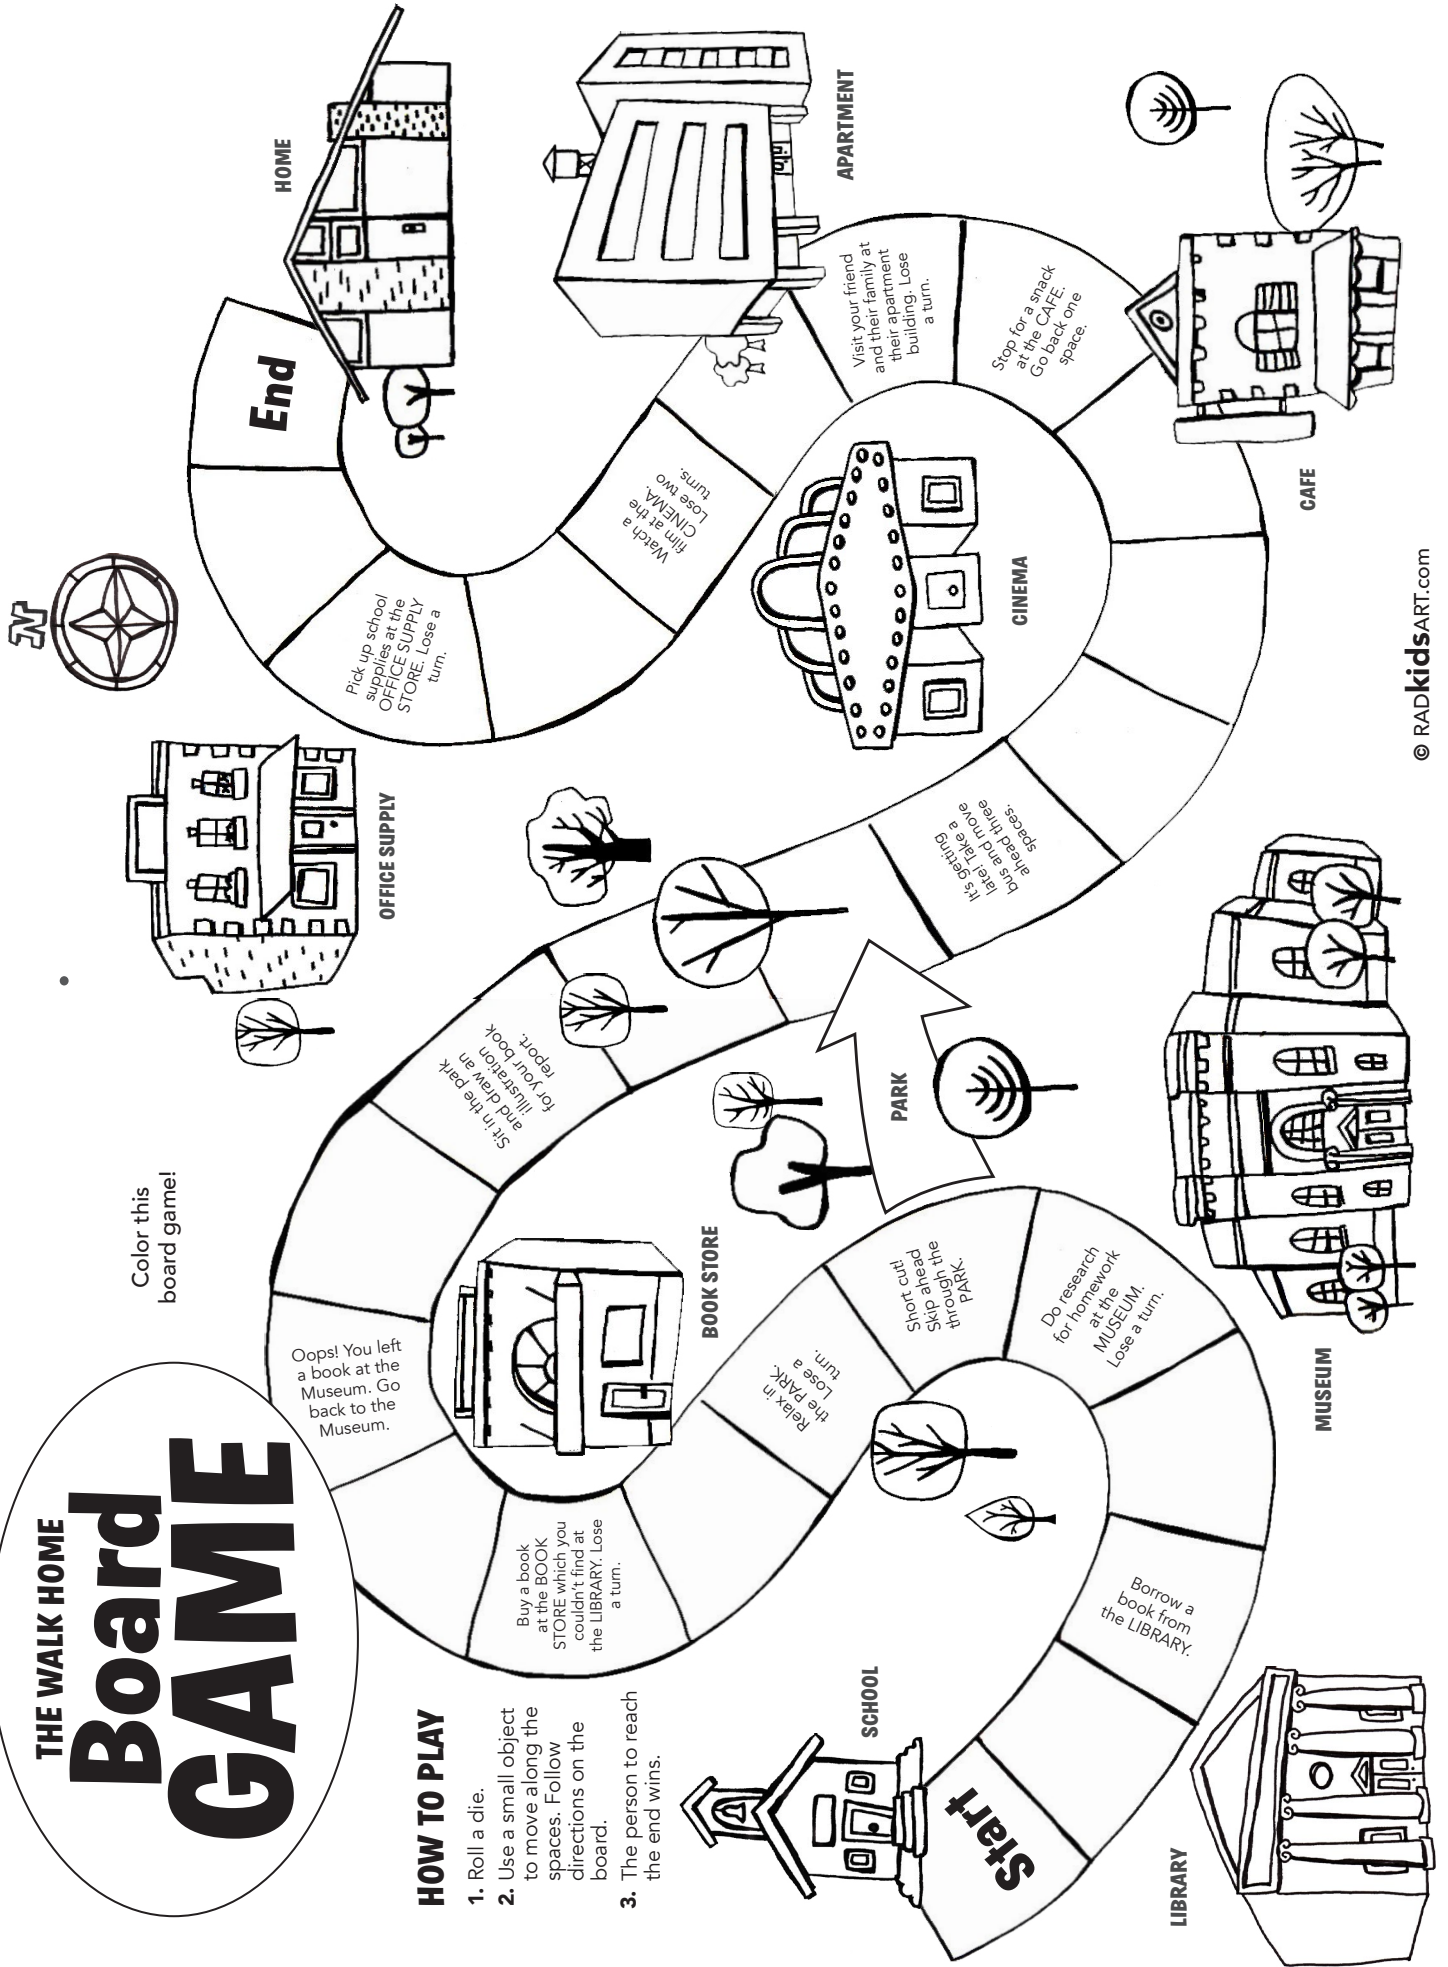 THE WALK HOME
Board
GAME
Color this
board game!
N
HOW TO PLAY
1. Roll a die.
2. Use a small object
to move along the
spaces. Follow
directions on the
board.
3. The person to reach
the end wins.
SCHOOL
Start
LIBRARY
Borrow a
book from
the LIBRARY.
MUSEUM
Do research
for homework
at the
MUSEUM.
Lose a turn.
Short cut!
Skip ahead
through the
PARK.
PARK
Relax in
the PARK.
Lose a
turn.
Buy a book
at the BOOK
STORE which you
couldn't find at
the LIBRARY. Lose
a turn.
BOOK STORE
Oops! You left
a book at the
Museum. Go
back to the
Museum.
Sit in the park
and draw an
illustration
for your book
report.
It's getting
late! Take a
bus and move
ahead three
spaces.
CINEMA
CAFE
Stop for a snack
at the CAFE.
Go back one
space.
Visit your friend
and their family at
their apartment
building. Lose
a turn.
APARTMENT
Watch a
film at the
CINEMA.
Lose two
turns.
Pick up school
supplies at the
OFFICE SUPPLY
STORE. Lose a
turn.
OFFICE SUPPLY
End
HOME
© RADkidsART.com